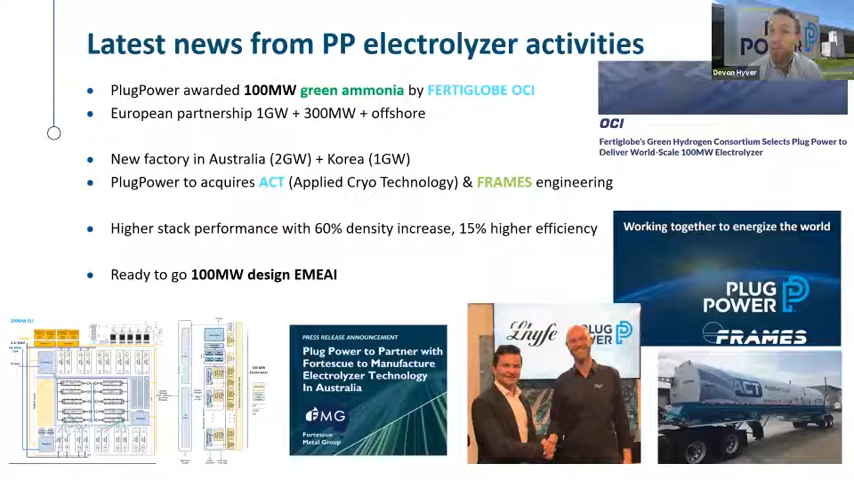 Latest news from PP electrolyzer activities
PLUG
POWER
Devan Hyver
PlugPower awarded 100MW green ammonia by FERTIGLOBE OCI
European partnership 1GW + 300MW + offshore
OCI
Fertiglobe's Green Hydrogen Consortium Selects Plug Power to
Deliver World-Scale 100MW Electrolyzer
New factory in Australia (2GW) + Korea (1GW)
PlugPower to acquires ACT (Applied Cryo Technology) & FRAMES engineering
Higher stack performance with 60% density increase, 15% higher efficiency
Ready to go 100MW design EMEAI
Working together to energize the world
PLUG
POWER
FRAMES
PRESS RELEASE ANNOUNCEMENT
Plug Power to Partner with
Fortescue to Manufacture
Electrolyzer Technology
In Australia
FMG
Fortescue
Metal Group
Lhyfe
PLUG
POWER
ACT